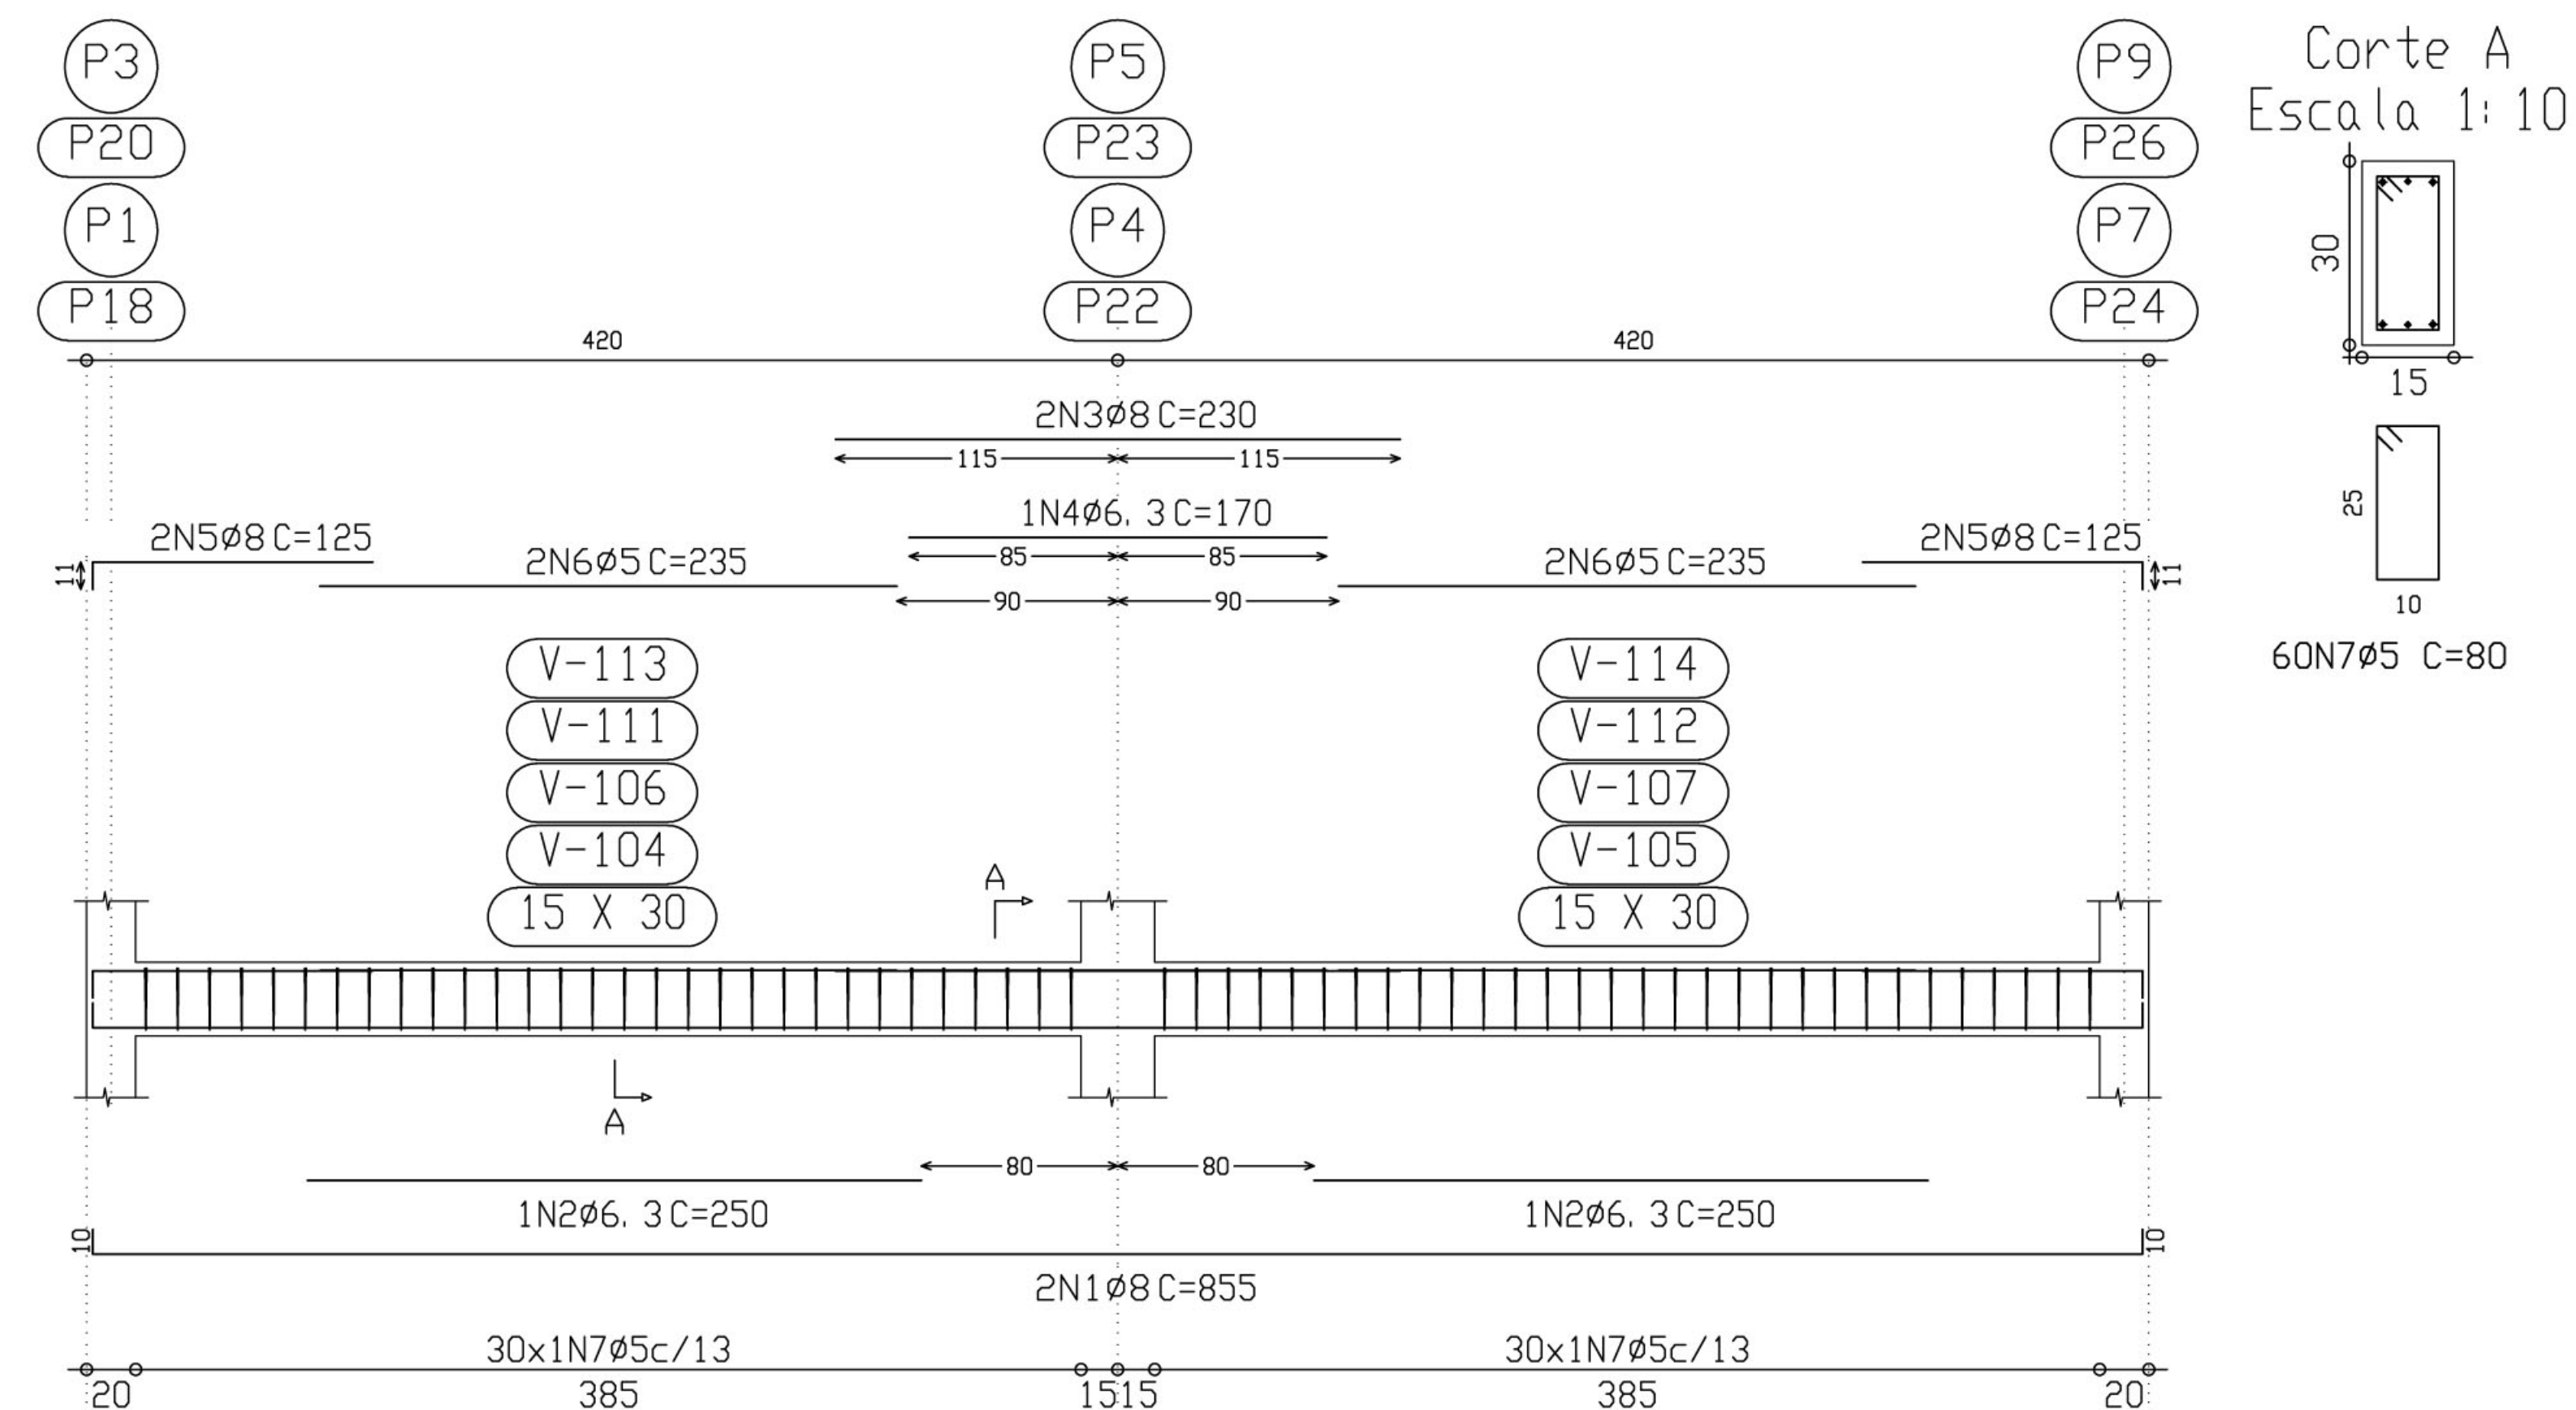 P3 P5 P9 Corte A
P20 P23 P26 Escala 1:10
P1 P4 P7
P18 P22 P24
30
15
420 420
2N3ø8 C=230
115 115
1N4ø6.3 C=170
85 85
2N5ø8 C=125 2N5ø8 C=125
11 2N6ø5 C=235 2N6ø5 C=235 11
90 90
25
10
60N7ø5 C=80
V-113 V-114
V-111 V-112
V-106 V-107
V-104 V-105
15 X 30 15 X 30
A
A
80 80
1N2ø6.3 C=250 1N2ø6.3 C=250
10 10
2N1ø8 C=855
30x1N7ø5c/13 30x1N7ø5c/13
20 385 15 15 385 20